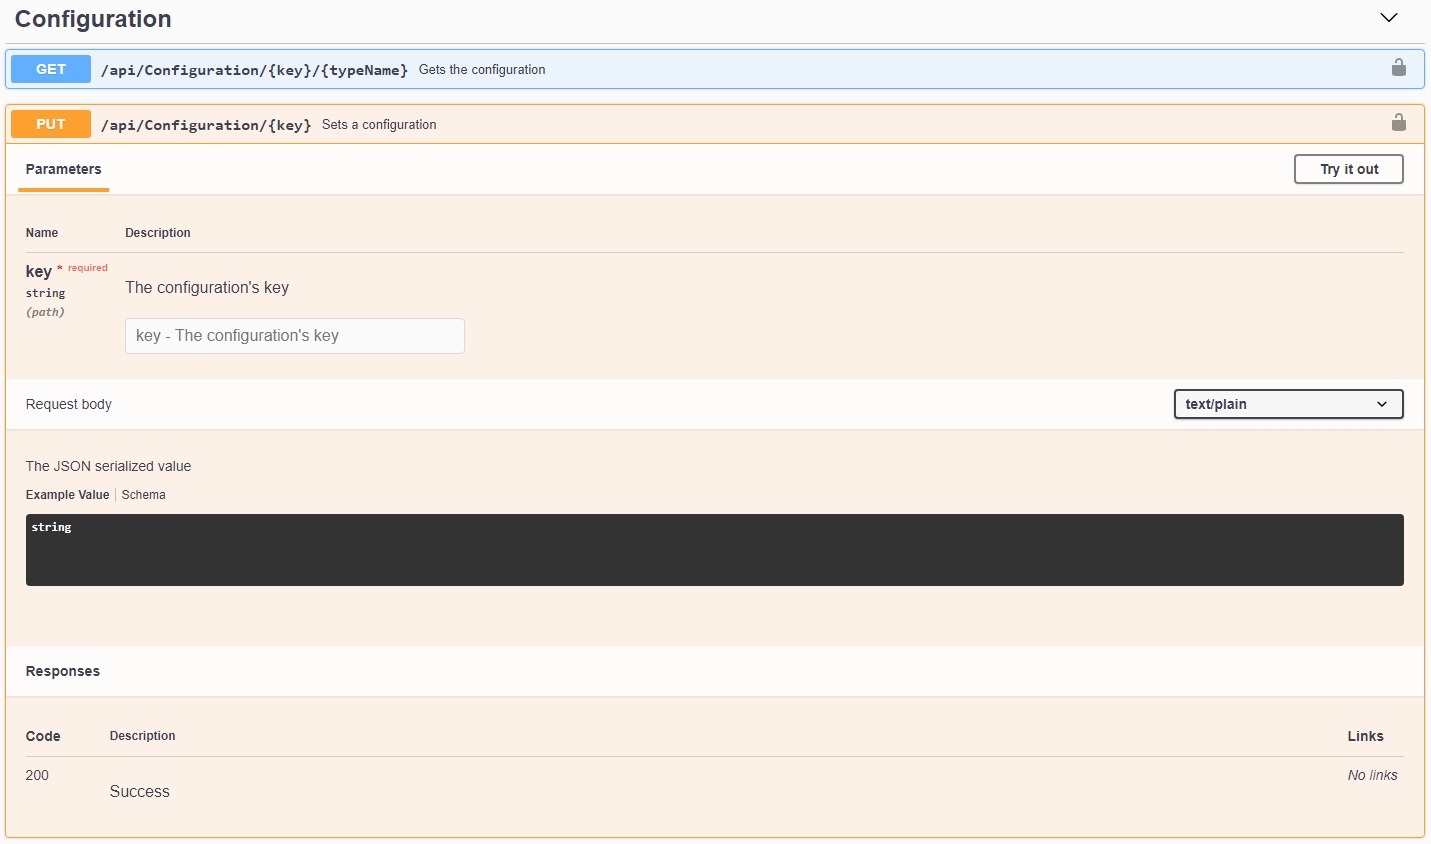 Configuration
GET /api/Configuration/{key}/{typeName} Gets the configuration
PUT /api/Configuration/{key} Sets a configuration
Parameters Try it out
Name Description
key * required
string
(path)
The configuration's key
key - The configuration's key
Request body text/plain
The JSON serialized value
Example Value Schema
string
Responses
Code Description Links
200 No links
Success